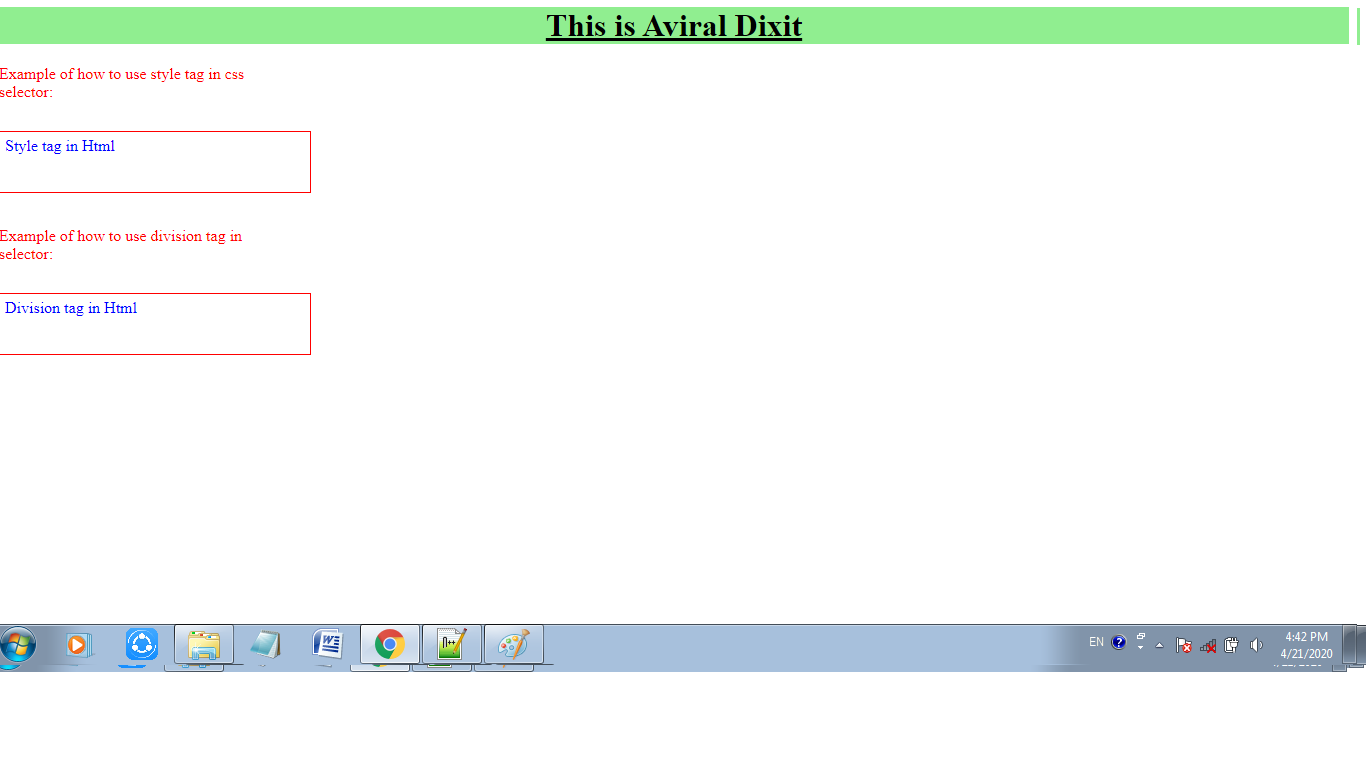 This is Aviral Dixit
Example of how to use style tag in css
selector:
Style tag in Html
Example of how to use division tag in
selector:
Division tag in Html
EN
4:42 PM
4/21/2020